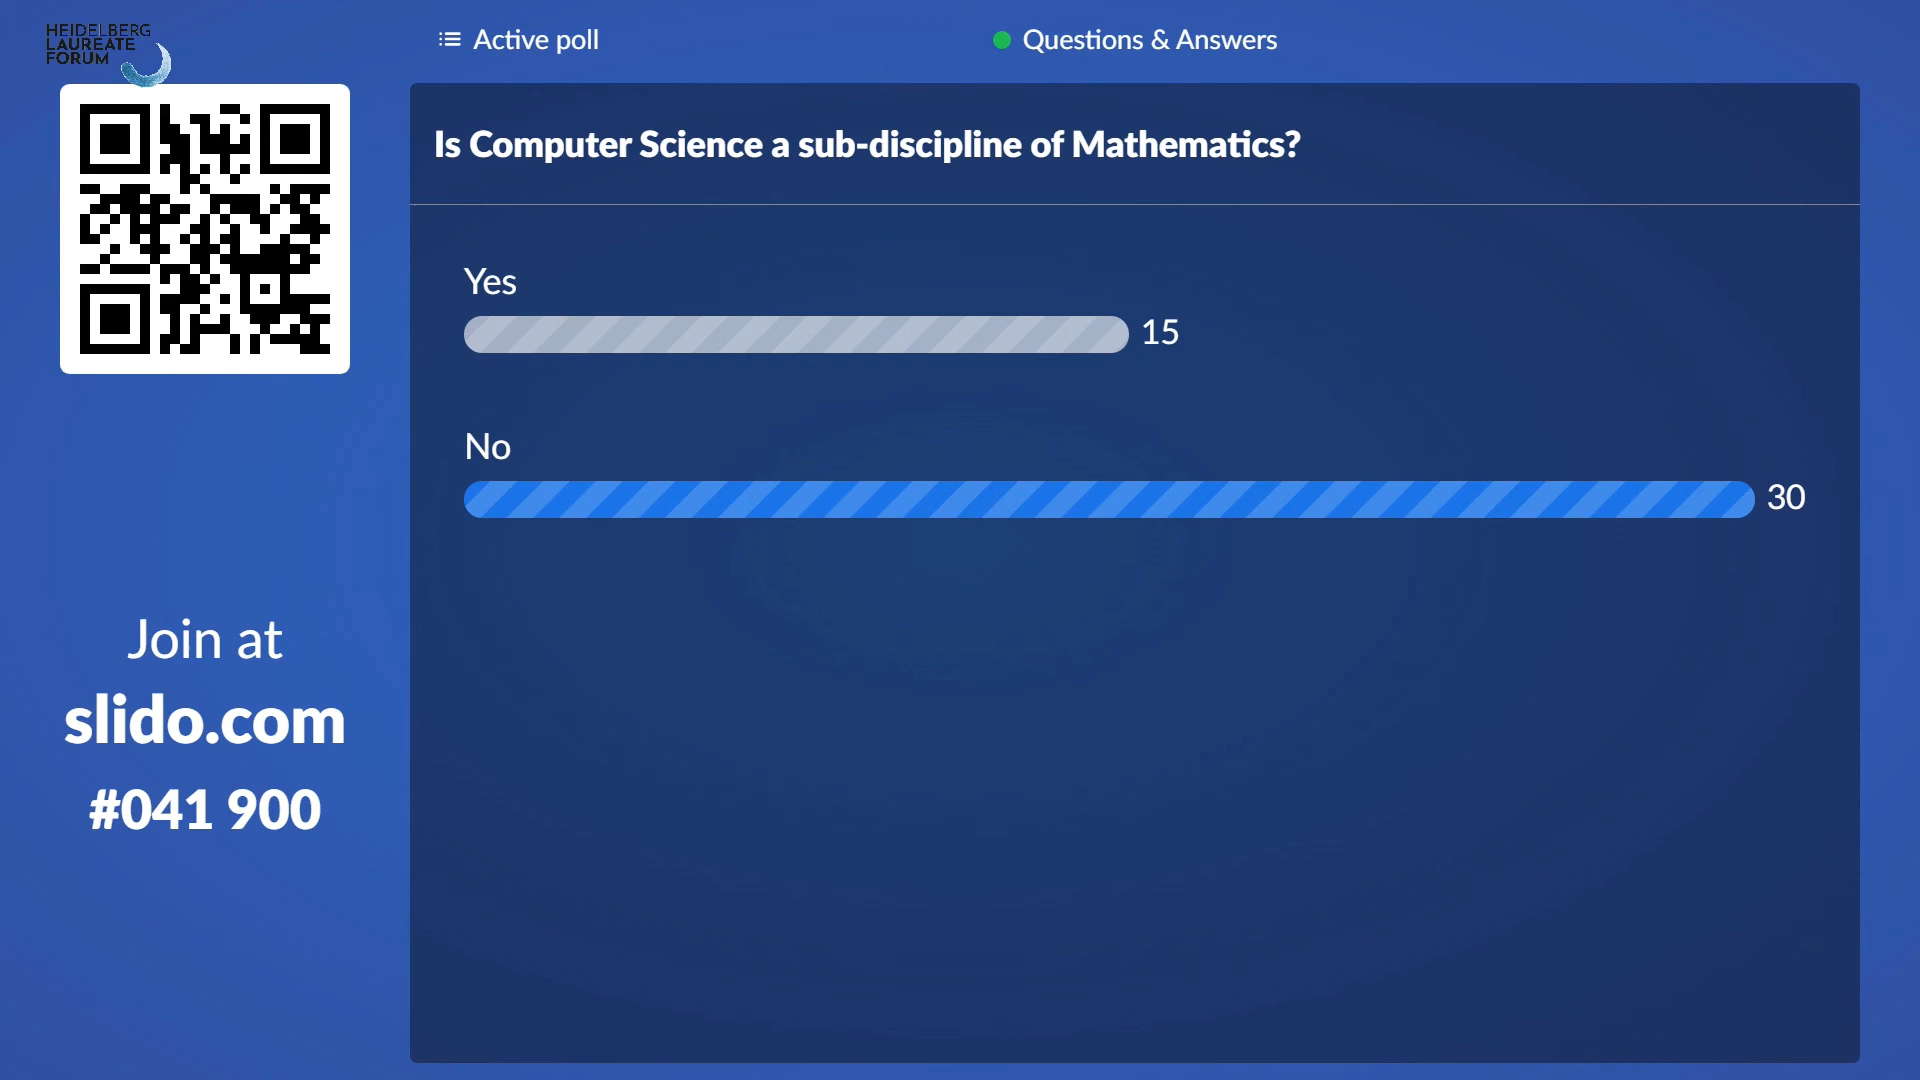 HEIDELBERG
LAUREATE
FORUM
Active poll
Questions & Answers
Is Computer Science a sub-discipline of Mathematics?
Yes
15
No
30
Join at
slido.com
#041 900